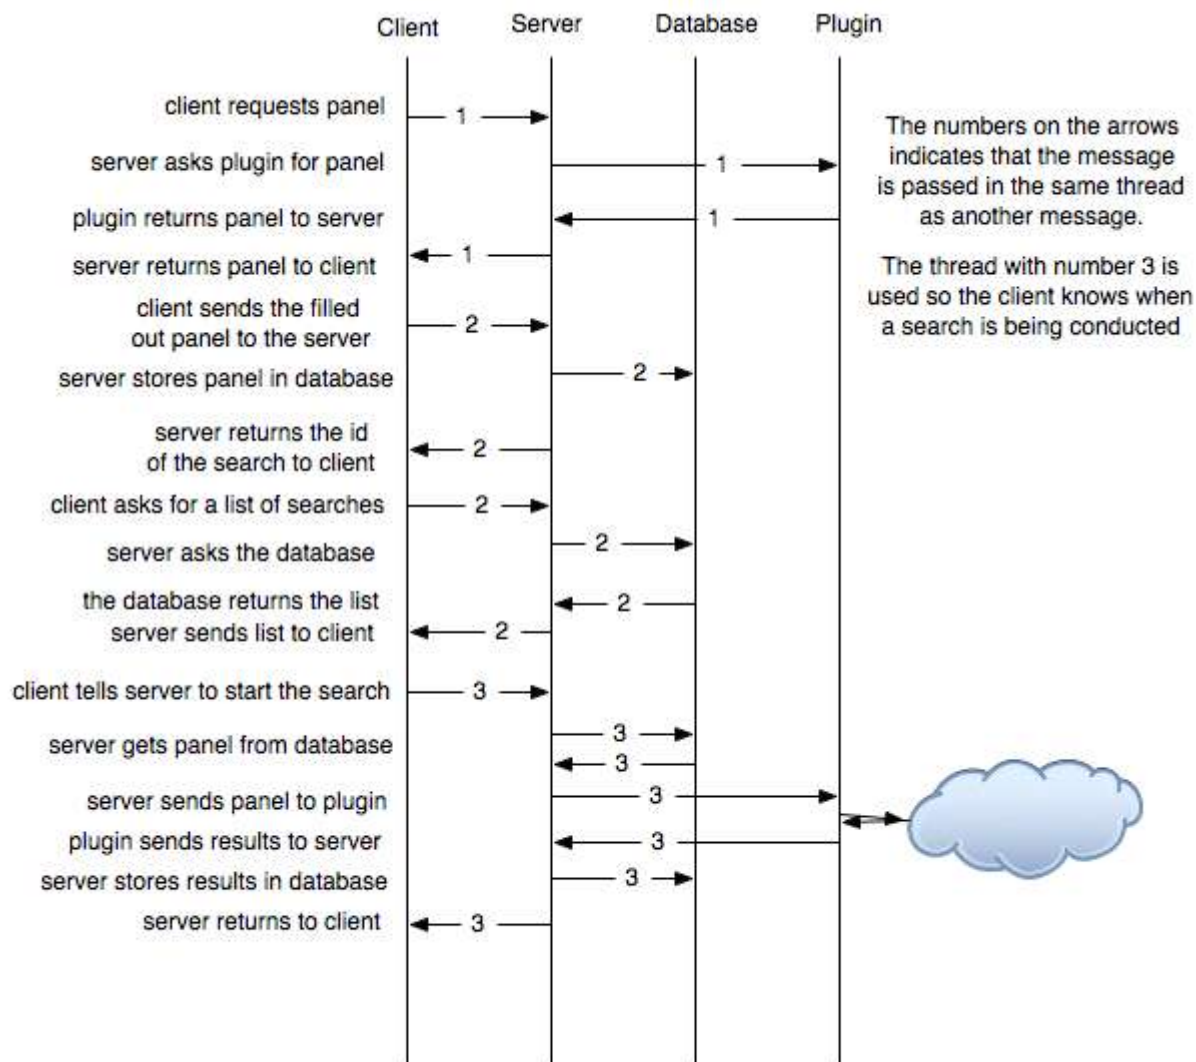 Client Server Database Plugin
client requests panel
1
server asks plugin for panel
1
plugin returns panel to server
1
server returns panel to client
1
client sends the filled
out panel to the server
2
server stores panel in database
2
server returns the id
of the search to client
2
client asks for a list of searches
2
server asks the database
2
the database returns the list
2
server sends list to client
2
client tells server to start the search
3
server gets panel from database
3
3
server sends panel to plugin
3
plugin sends results to server
3
server stores results in database
3
server returns to client
3
The numbers on the arrows
indicates that the message
is passed in the same thread
as another message.
The thread with number 3 is
used so the client knows when
a search is being conducted